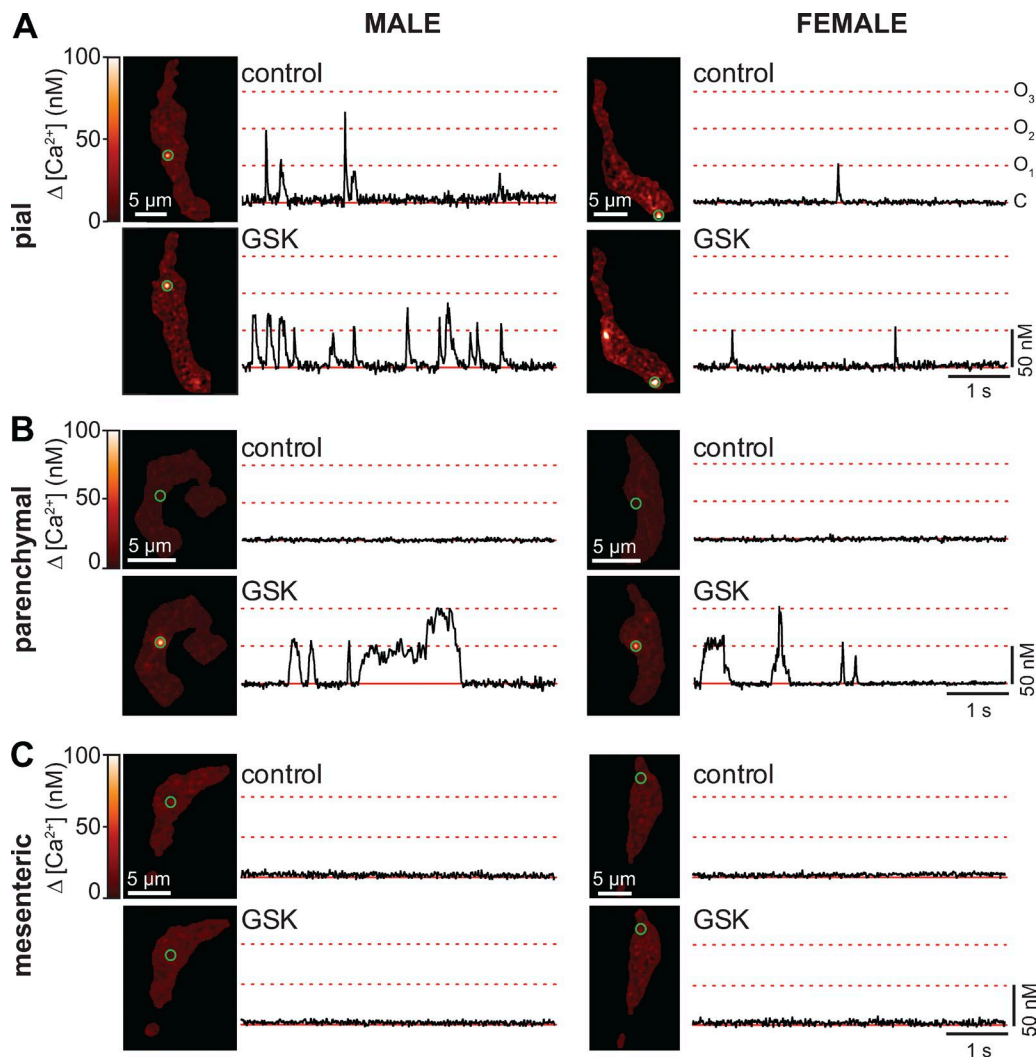 MALE FEMALE
A
100 control control
Δ [Ca²⁺] (nM)
50
0
5 µm 5 µm
O₃
O₂
O₁
C
pial
GSK GSK
50 nM
1 s
B
100 control control
Δ [Ca²⁺] (nM)
50
0
5 µm 5 µm
parenchymal
GSK GSK
50 nM
1 s
C
100 control control
Δ [Ca²⁺] (nM)
50
0
5 µm 5 µm
mesenteric
GSK GSK
50 nM
1 s